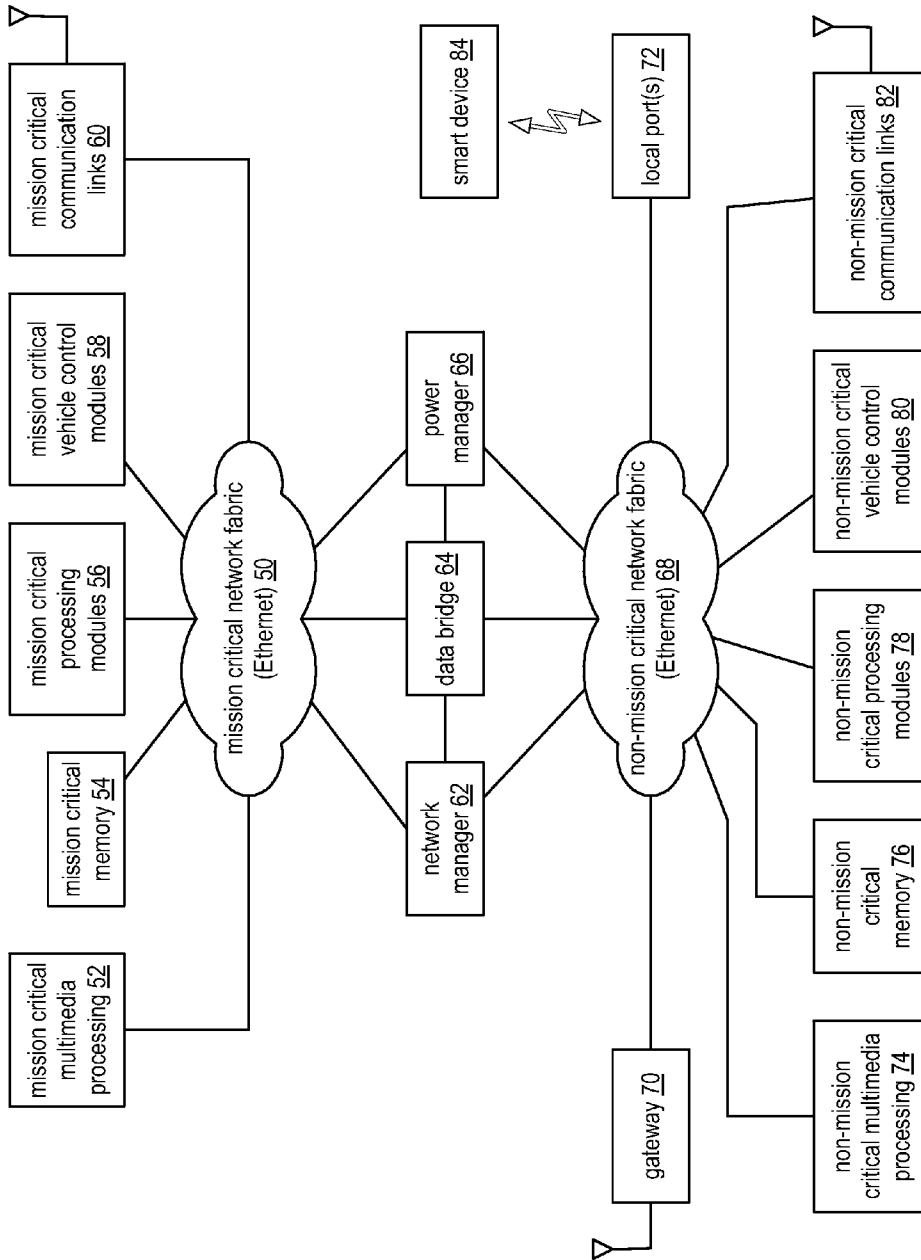 mission critical
multimedia
processing 52
mission critical
memory 54
mission critical
processing
modules 56
mission critical
vehicle control
modules 58
mission critical
communication
links 60
mission critical network fabric
(Ethernet) 50
network
manager 62
data bridge 64
power
manager 66
smart device 84
gateway 70
non-mission critical network fabric
(Ethernet) 68
local port(s) 72
non-mission
critical multimedia
processing 74
non-mission
critical
memory 76
non-mission
critical processing
modules 78
non-mission critical
vehicle control
modules 80
non-mission critical
communication links 82